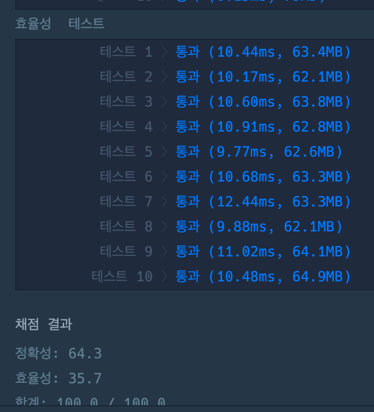 효율성 테스트
테스트 1 〉 통과 (10.44ms, 63.4MB)
테스트 2 〉 통과 (10.17ms, 62.1MB)
테스트 3 〉 통과 (10.60ms, 63.8MB)
테스트 4 〉 통과 (10.91ms, 62.8MB)
테스트 5 〉 통과 (9.77ms, 62.6MB)
테스트 6 〉 통과 (10.68ms, 63.3MB)
테스트 7 〉 통과 (12.44ms, 63.3MB)
테스트 8 〉 통과 (9.88ms, 62.1MB)
테스트 9 〉 통과 (11.02ms, 64.1MB)
테스트 10 〉 통과 (10.48ms, 64.9MB)
채점 결과
정확성: 64.3
효율성: 35.7
합계: 100.0 / 100.0